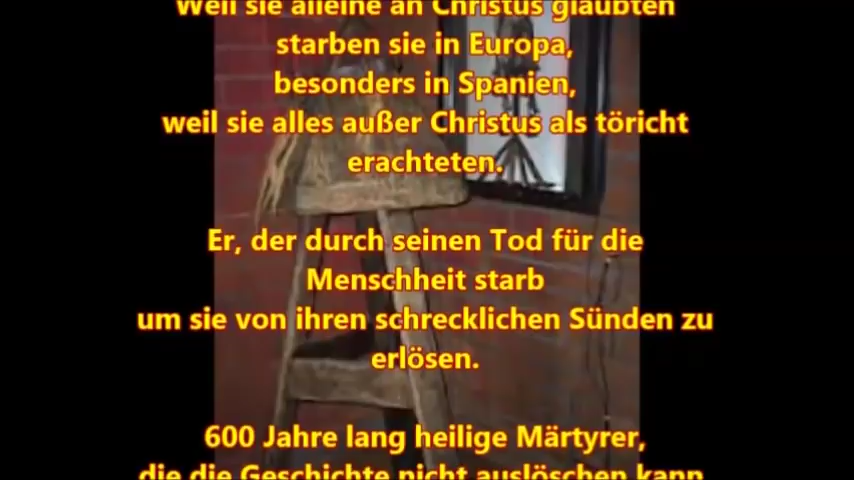 Weil sie alleine an Christus glaubten
starben sie in Europa,
besonders in Spanien,
weil sie alles außer Christus als töricht
erachteten.
Er, der durch seinen Tod für die
Menschheit starb
um sie von ihren schrecklichen Sünden zu
erlösen.
600 Jahre lang heilige Märtyrer,
die die Geschichte nicht auslöschen kann